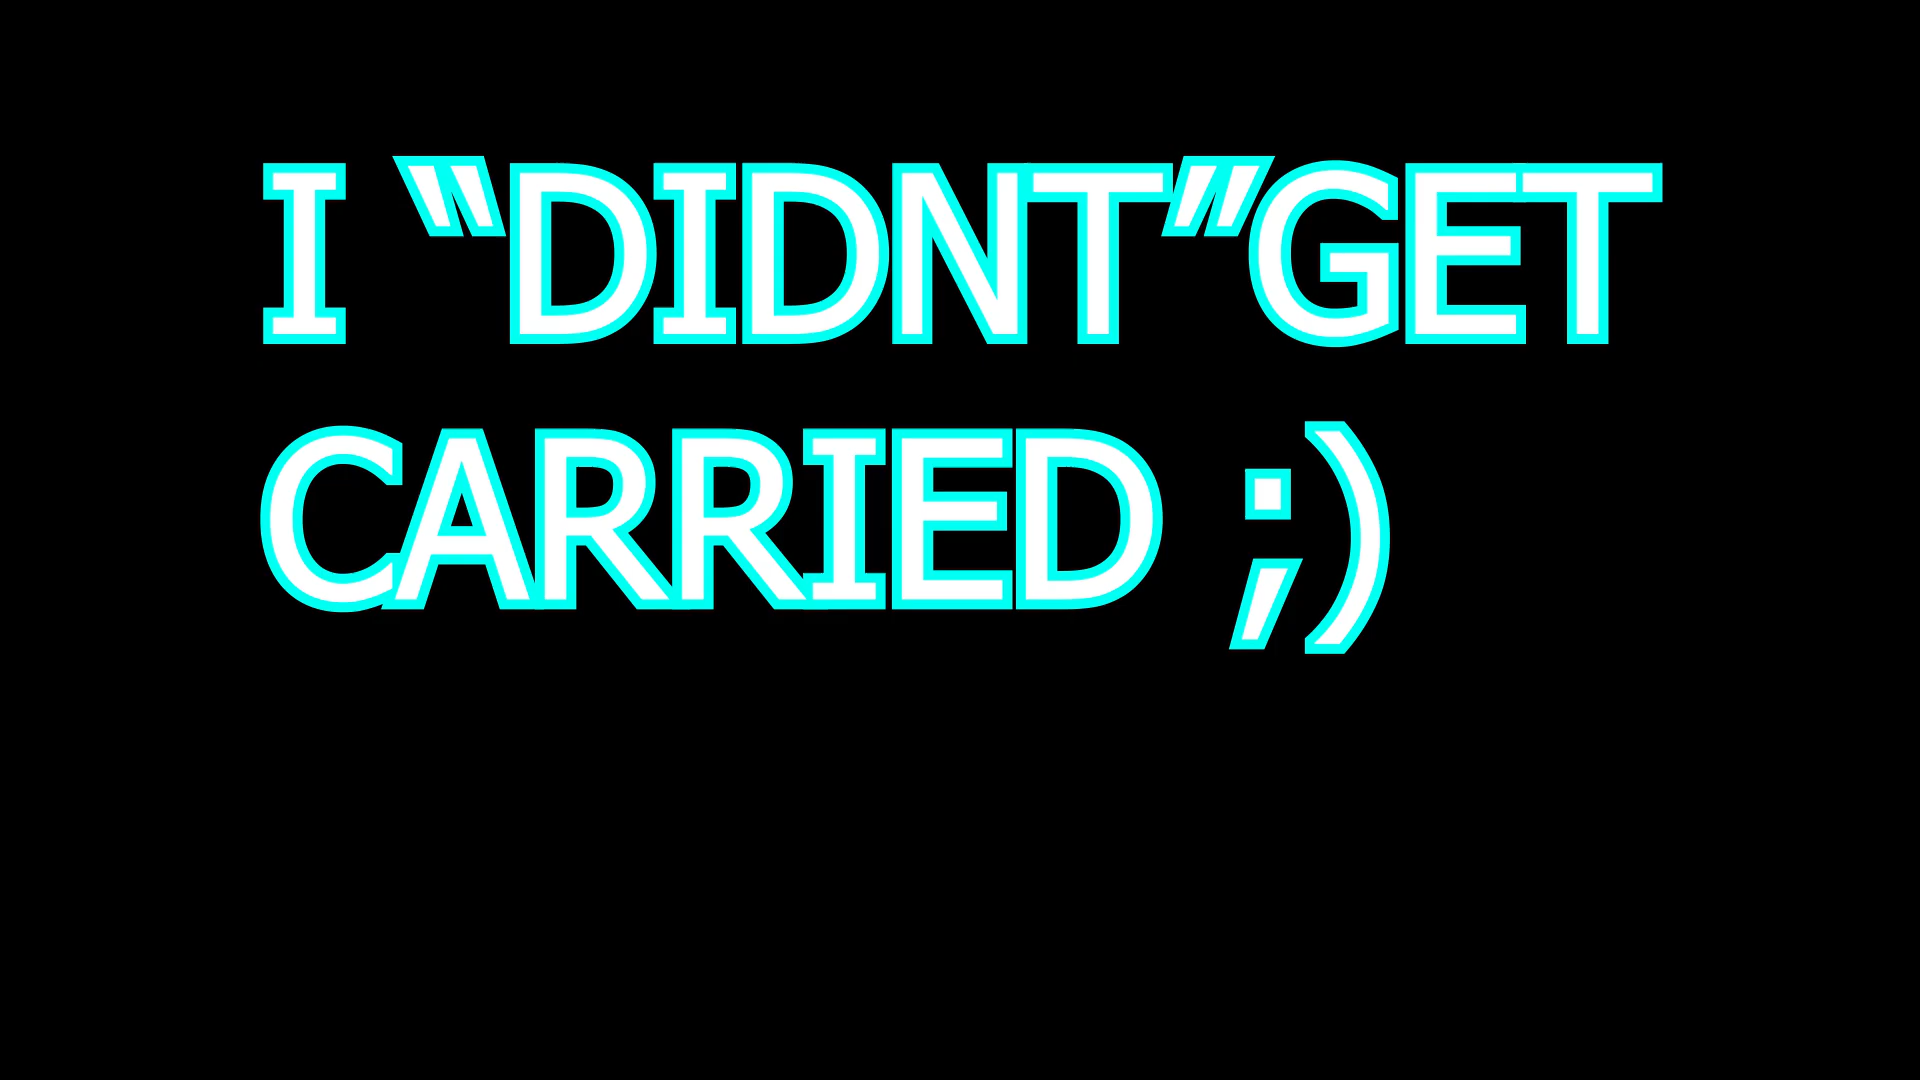 I “DIDNT”GET
CARRIED ;)